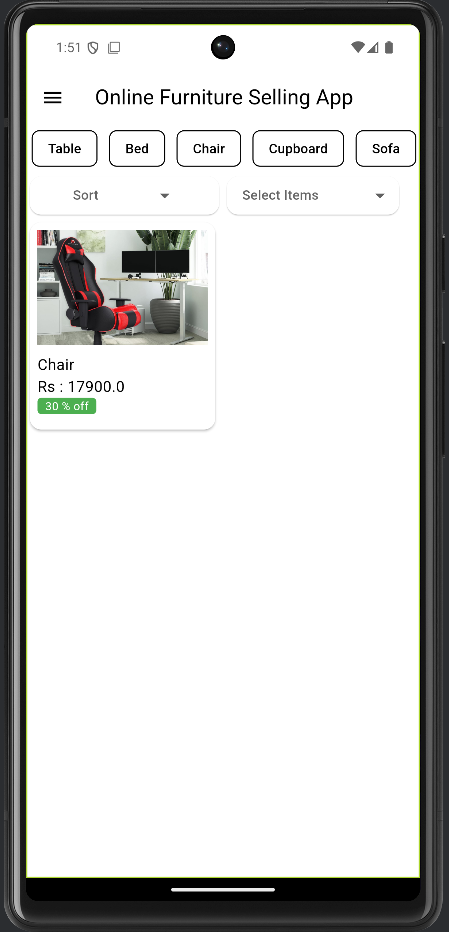 1:51
Online Furniture Selling App
Table Bed Chair Cupboard Sofa
Sort Select Items
Chair
Rs : 17900.0
30 % off